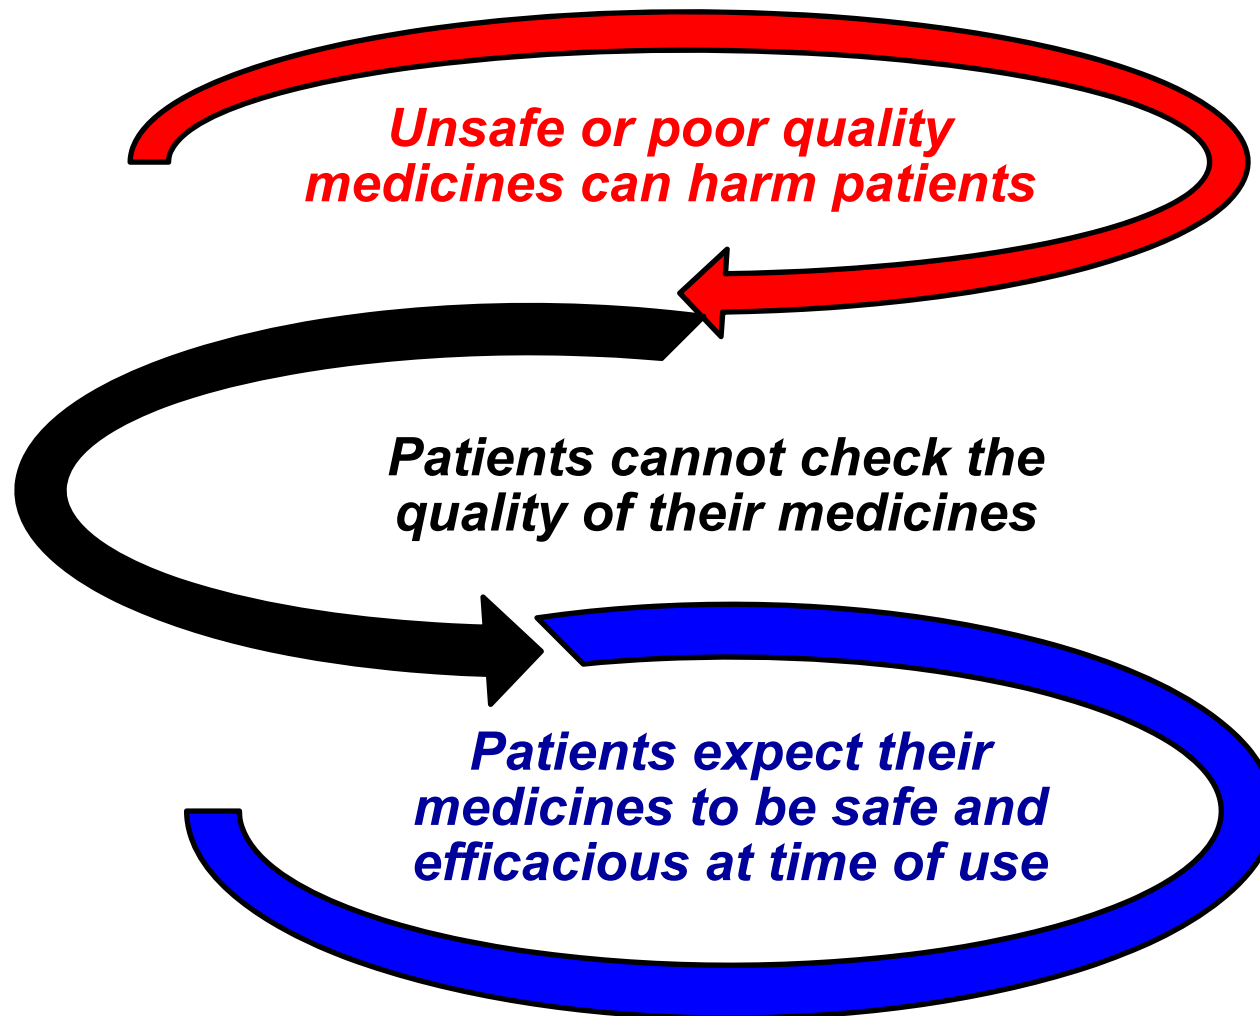 Unsafe or poor quality
medicines can harm patients
Patients cannot check the
quality of their medicines
Patients expect their
medicines to be safe and
efficacious at time of use